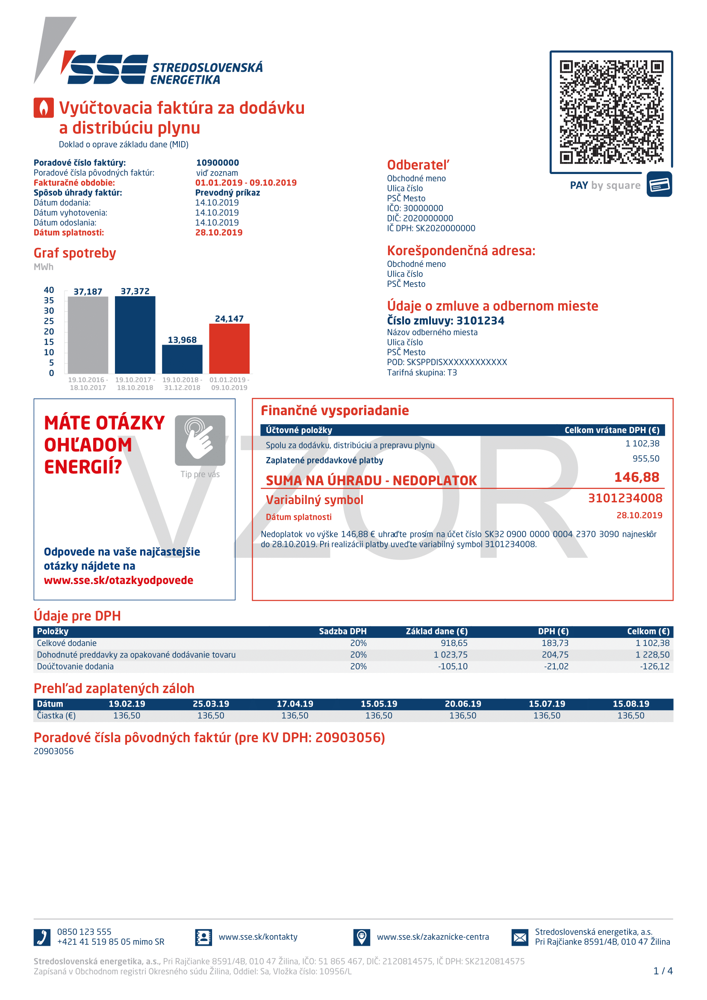 SSE STREDOSLOVENSKÁ
ENERGETIKA
Vyúčtovacia faktúra za dodávku
a distribúciu plynu
Doklad o oprave základu dane (MID)
Poradové číslo faktúry: 10900000
Poradové čísla pôvodných faktúr: viď zoznam
Fakturačné obdobie: 01.01.2019 - 09.10.2019
Spôsob úhrady faktúr: Prevodný príkaz
Dátum dodania: 14.10.2019
Dátum vyhotovenia: 14.10.2019
Dátum odoslania: 14.10.2019
Dátum splatnosti: 28.10.2019
PAY by square
Odberateľ
Obchodné meno
Ulica číslo
PSČ Mesto
IČO: 30000000
DIČ: 2020000000
IČ DPH: SK2020000000
Korešpondenčná adresa:
Obchodné meno
Ulica číslo
PSČ Mesto
Údaje o zmluve a odbernom mieste
Číslo zmluvy: 3101234
Názov odberného miesta
Ulica číslo
PSČ Mesto
POD: SKSPPDISXXXXXXXXXXXX
Tarifná skupina: T3
Graf spotreby
MWh
40
35
30
25
20
15
10
5
0
37,187 37,372 13,968 24,147
19.10.2016 - 19.10.2017 - 19.10.2018 - 01.01.2019 -
18.10.2017 18.10.2018 31.12.2018 09.10.2019
MÁTE OTÁZKY
OHĽADOM
ENERGIÍ?
Tip pre vás
Odpovede na vaše najčastejšie
otázky nájdete na
www.sse.sk/otazkyodpovede
VZOR
Finančné vysporiadanie
Účtovné položky Celkom vrátane DPH (€)
Spolu za dodávku, distribúciu a prepravu plynu 1 102,38
Zaplatené preddavkové platby 955,50
SUMA NA ÚHRADU - NEDOPLATOK 146,88
Variabilný symbol 3101234008
Dátum splatnosti 28.10.2019
Nedoplatok vo výške 146,88 € uhraďte prosím na účet číslo SK32 0900 0000 0004 2370 3090 najneskôr
do 28.10.2019. Pri realizácii platby uveďte variabilný symbol 3101234008.
Údaje pre DPH
Položky Sadzba DPH Základ dane (€) DPH (€) Celkom (€)
Celkové dodanie 20% 918,65 183,73 1 102,38
Dohodnuté preddavky za opakované dodávanie tovaru 20% 1 023,75 204,75 1 228,50
Doúčtovanie dodania 20% -105,10 -21,02 -126,12
Prehľad zaplatených záloh
Dátum 19.02.19 25.03.19 17.04.19 15.05.19 20.06.19 15.07.19 15.08.19
Čiastka (€) 136,50 136,50 136,50 136,50 136,50 136,50 136,50
Poradové čísla pôvodných faktúr (pre KV DPH: 20903056)
20903056
0850 123 555
+421 41 519 85 05 mimo SR
www.sse.sk/kontakty
www.sse.sk/zakaznicke-centra
Stredoslovenská energetika, a.s.
Pri Rajčianke 8591/4B, 010 47 Žilina
Stredoslovenská energetika, a.s., Pri Rajčianke 8591/4B, 010 47 Žilina, IČO: 51 865 467, DIČ: 2120814575, IČ DPH: SK2120814575
Zapísaná v Obchodnom registri Okresného súdu Žilina, Oddiel: Sa, Vložka číslo: 10956/L
1 / 4